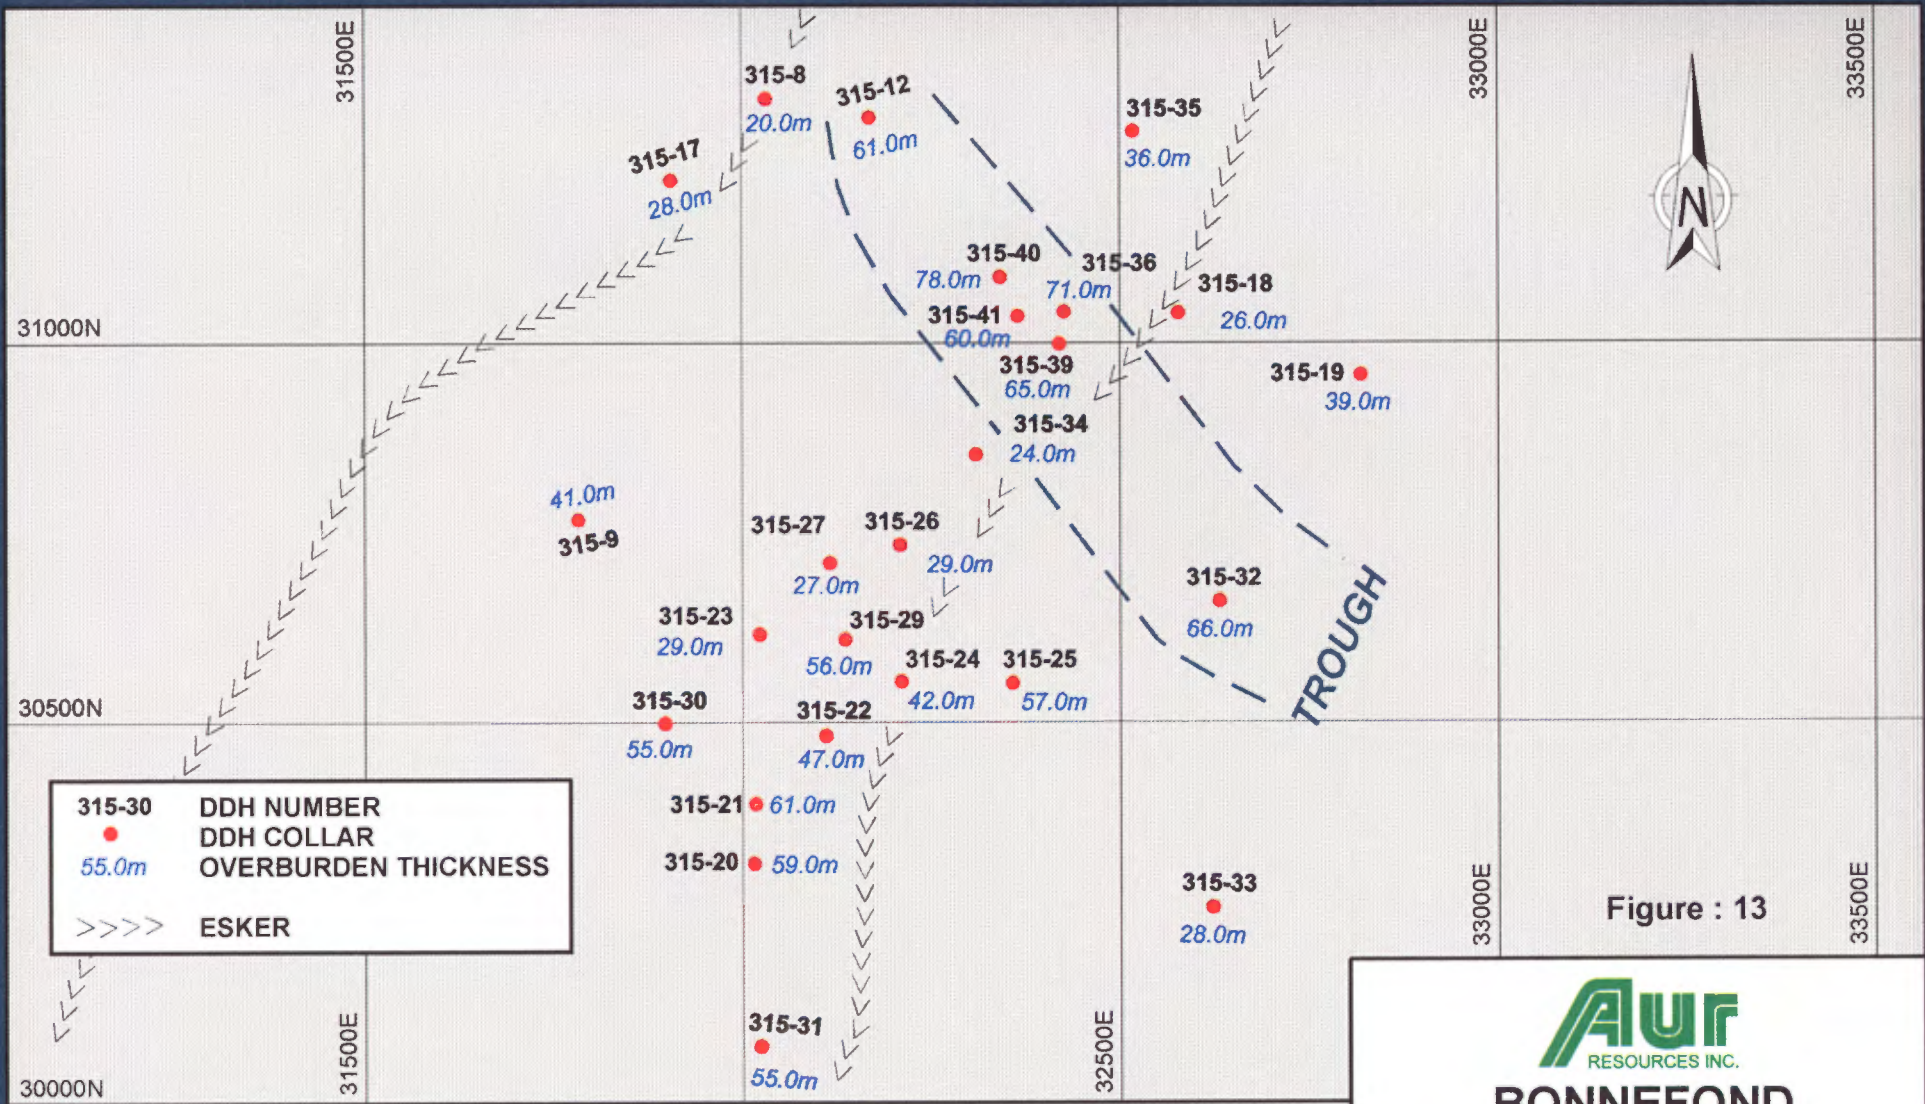 31500E
33000E
33500E
315-8
20.0m
315-12
61.0m
315-35
36.0m
315-17
28.0m
N
315-40
78.0m
315-36
71.0m
315-18
26.0m
315-41
60.0m
31000N
315-39
65.0m
315-19
39.0m
315-34
24.0m
41.0m
315-9
315-27
27.0m
315-26
29.0m
315-32
66.0m
TROUGH
315-23
29.0m
315-29
56.0m
315-24
42.0m
315-25
57.0m
30500N
315-30
55.0m
315-22
47.0m
315-21 61.0m
315-20 59.0m
315-30 DDH NUMBER
DDH COLLAR
55.0m OVERBURDEN THICKNESS
>>>> ESKER
315-33
28.0m
33000E
33500E
Figure : 13
31500E
32500E
315-31
55.0m
30000N
Aur
RESOURCES INC.
BONNEFOND